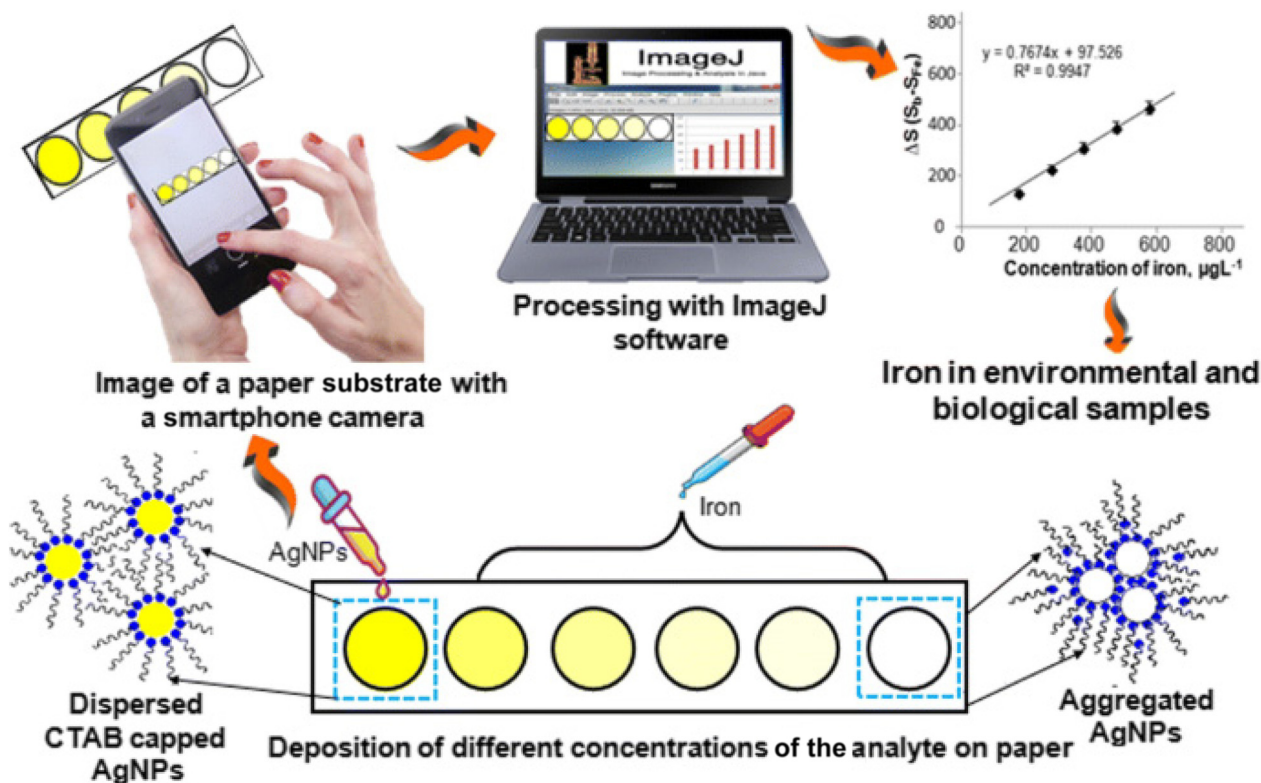 ImageJ
Image Processing & Analysis in Java
SAMSUNG
800
600
400
200
0
ΔS (Sb-SFe)
y = 0.7674x + 97.526
R² = 0.9947
0 200 400 600 800
Concentration of iron, µgL-1
Processing with ImageJ
software
Image of a paper substrate with
a smartphone camera
Iron in environmental and
biological samples
AgNPs
Iron
Dispersed
CTAB capped
AgNPs
Aggregated
AgNPs
Deposition of different concentrations of the analyte on paper